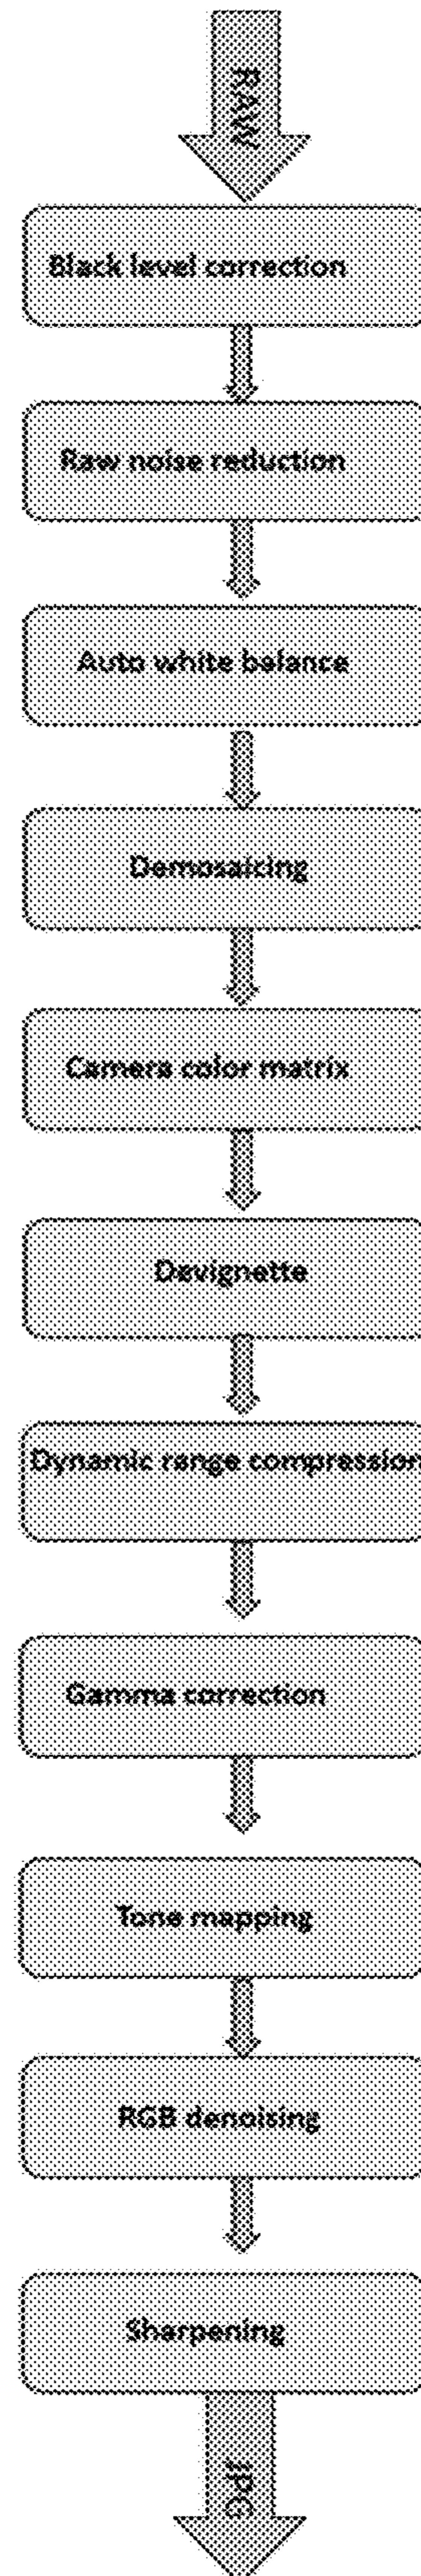 RAW
Black level correction
Raw noise reduction
Auto white balance
Demosaicing
Camera color matrix
Devignette
Dynamic range compression
Gamma correction
Tone mapping
RGB denoising
Sharpening
JPG